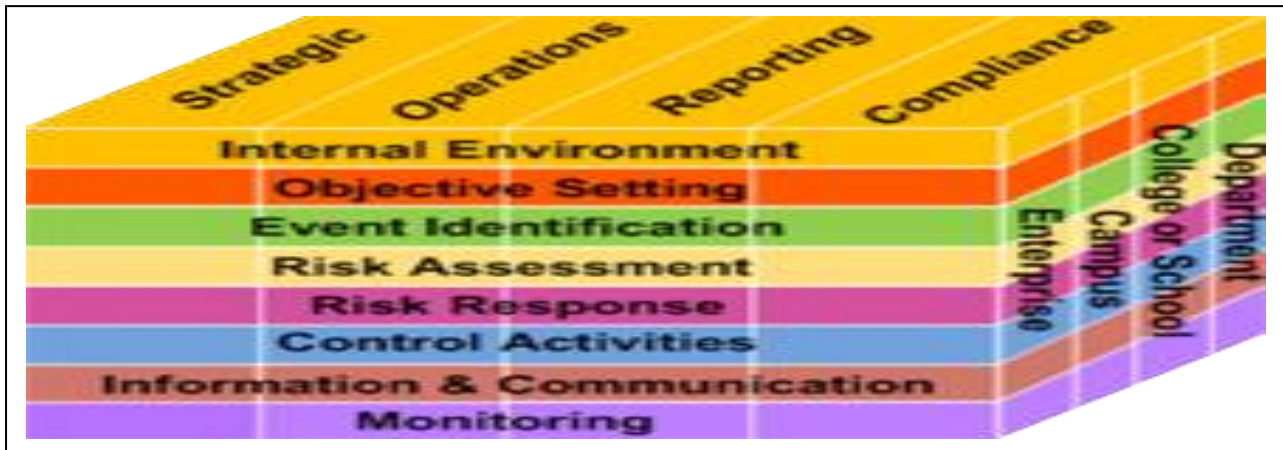 Strategic
Operations
Reporting
Compliance
Internal Environment
Objective Setting
Event Identification
Risk Assessment
Risk Response
Control Activities
Information & Communication
Monitoring
Enterprise
Campus
College or School
Department